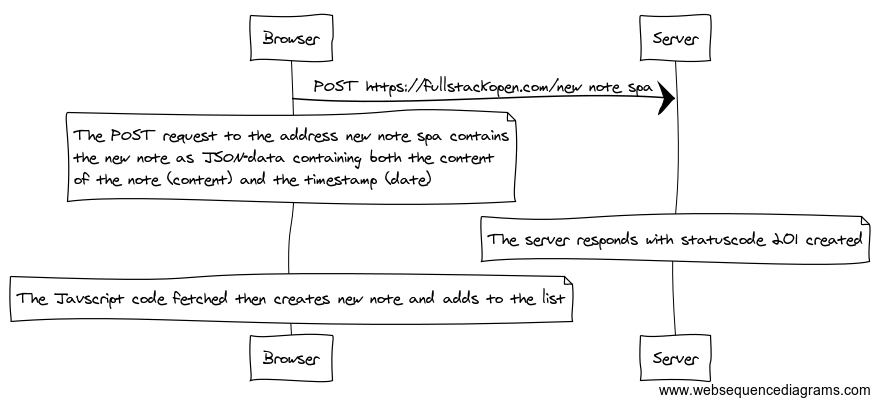 Browser
Server
POST https://fullstackopen.com/new note spa
The POST request to the address new note spa contains
the new note as JSON-data containing both the content
of the note (content) and the timestamp (date)
The server responds with statuscode 201 created
The Javscript code fetched then creates new note and adds to the list
Browser
Server
www.websequencediagrams.com